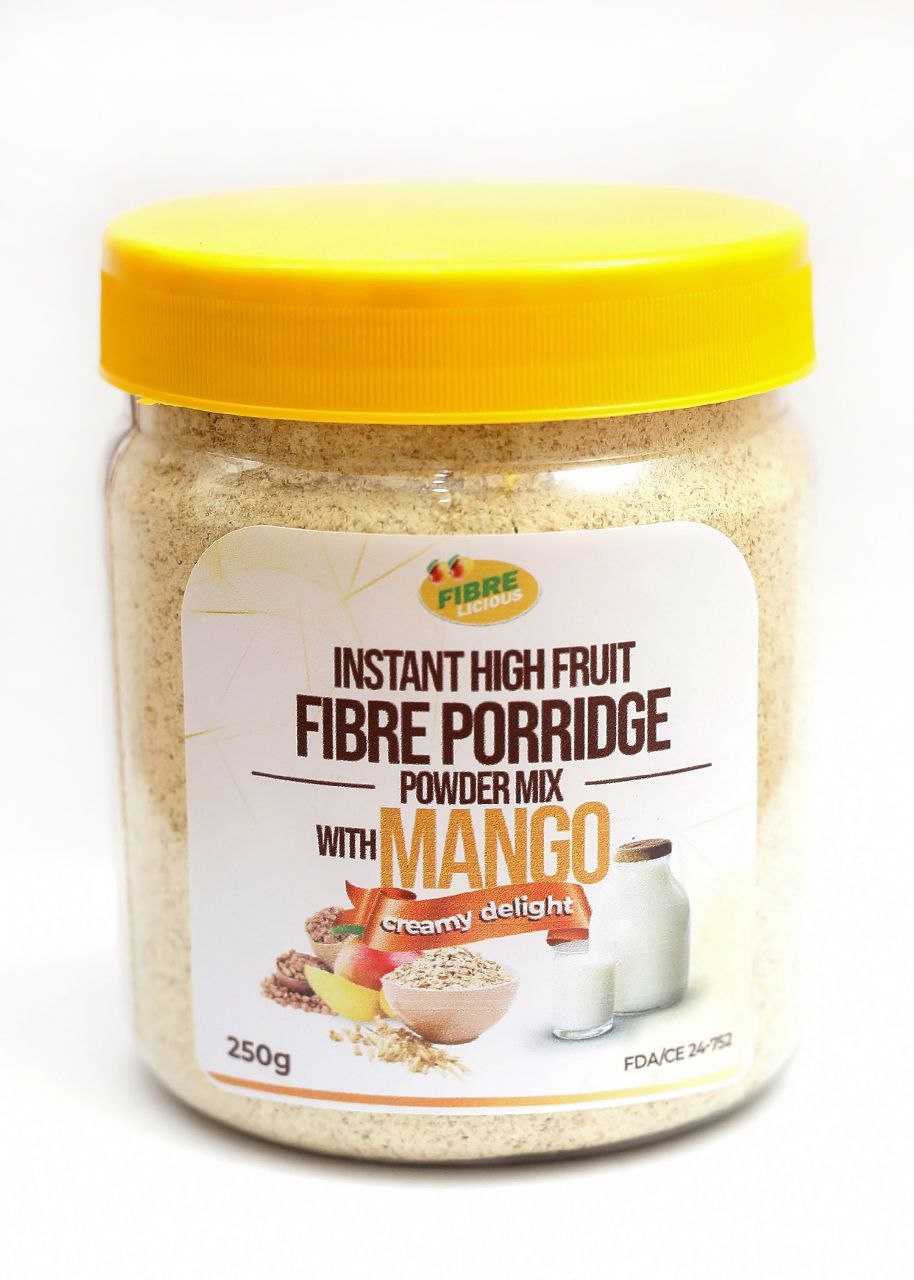 FIBRE
LICIOUS
INSTANT HIGH FRUIT
FIBRE PORRIDGE
POWDER MIX
WITH MANGO
creamy delight
250g
FDA/CE 24-752